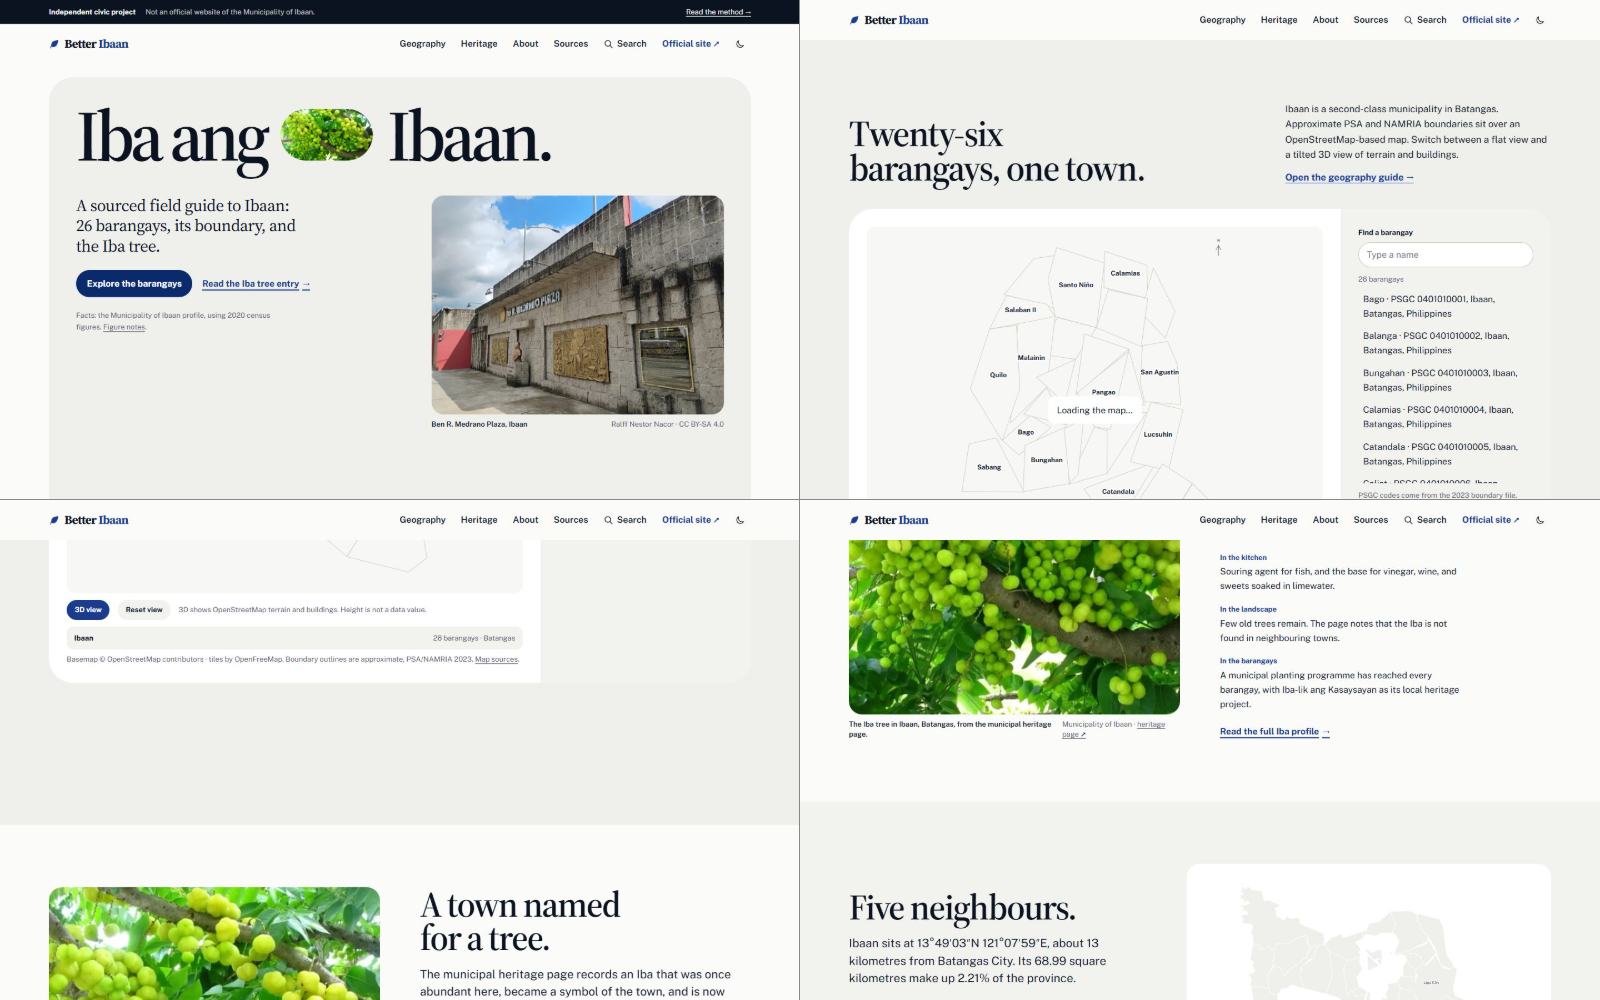 Independent civic project Not an official website of the Municipality of Ibaan. Read the method →
Better Ibaan Geography Heritage About Sources Search Official site ↗
Iba ang Ibaan.
A sourced field guide to Ibaan:
26 barangays, its boundary, and
the Iba tree.
Explore the barangays Read the Iba tree entry →
Facts: the Municipality of Ibaan profile, using 2020 census
figures. Figure notes.
Ben R. Medrano Plaza, Ibaan Ralff Nestor Nacor · CC BY-SA 4.0
Better Ibaan Geography Heritage About Sources Search Official site ↗
Twenty-six
barangays, one town.
Ibaan is a second-class municipality in Batangas.
Approximate PSA and NAMRIA boundaries sit over an
OpenStreetMap-based map. Switch between a flat view and
a tilted 3D view of terrain and buildings.
Open the geography guide →
Calamias
Santo Niño
Salaban II
Malainin
San Agustin
Quilo
Pangao
Loading the map...
Bago
Lucsuhin
Bungahan
Sabang
Catandala
Find a barangay
Type a name
26 barangays
Bago · PSGC 0401010001, Ibaan,
Batangas, Philippines
Balanga · PSGC 0401010002, Ibaan,
Batangas, Philippines
Bungahan · PSGC 0401010003, Ibaan,
Batangas, Philippines
Calamias · PSGC 0401010004, Ibaan,
Batangas, Philippines
Catandala · PSGC 0401010005, Ibaan,
Batangas, Philippines
PSGC codes come from the 2023 boundary file.
Better Ibaan Geography Heritage About Sources Search Official site ↗
3D view Reset view 3D shows OpenStreetMap terrain and buildings. Height is not a data value.
Ibaan 26 barangays · Batangas
Basemap © OpenStreetMap contributors · tiles by OpenFreeMap. Boundary outlines are approximate, PSA/NAMRIA 2023. Map sources.
A town named
for a tree.
The municipal heritage page records an Iba that was once
abundant here, became a symbol of the town, and is now
Better Ibaan Geography Heritage About Sources Search Official site ↗
The Iba tree in Ibaan, Batangas, from the municipal heritage
page.
Municipality of Ibaan · heritage
page ↗
In the kitchen
Souring agent for fish, and the base for vinegar, wine, and
sweets soaked in limewater.
In the landscape
Few old trees remain. The page notes that the Iba is not
found in neighbouring towns.
In the barangays
A municipal planting programme has reached every
barangay, with Iba-lik ang Kasaysayan as its local heritage
project.
Read the full Iba profile →
Five neighbours.
Ibaan sits at 13°49′03″N 121°07′59″E, about 13
kilometres from Batangas City. Its 68.99 square
kilometres make up 2.21% of the province.